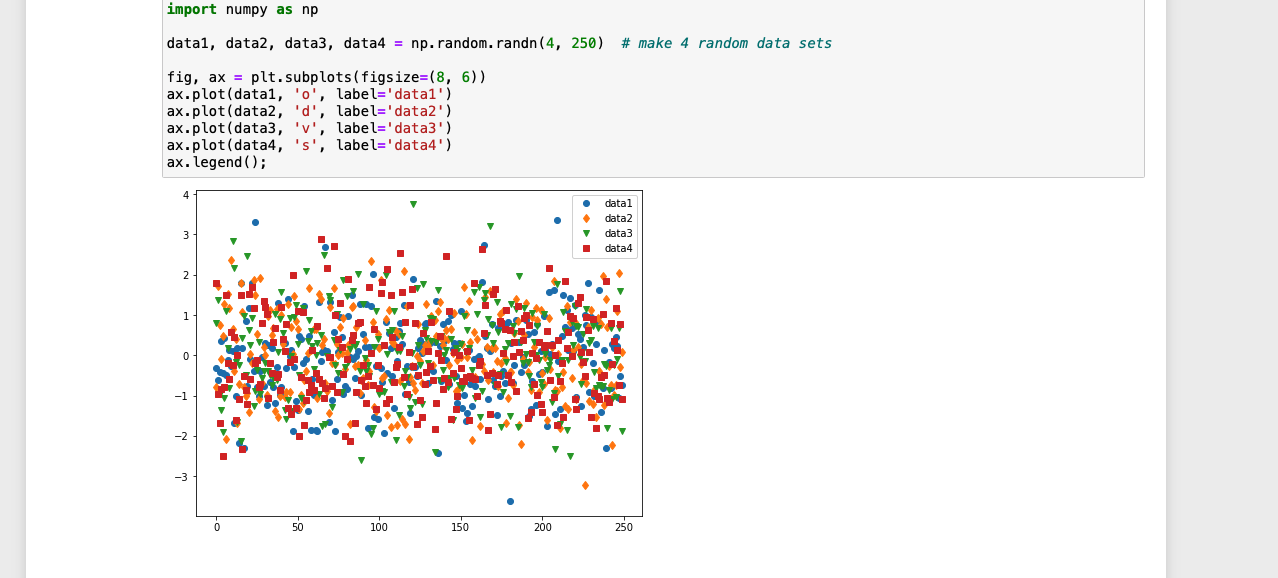 import numpy as np
data1, data2, data3, data4 = np.random.randn(4, 250)  # make 4 random data sets
fig, ax = plt.subplots(figsize=(8, 6))
ax.plot(data1, 'o', label='data1')
ax.plot(data2, 'd', label='data2')
ax.plot(data3, 'v', label='data3')
ax.plot(data4, 's', label='data4')
ax.legend();
4
3
2
1
0
−1
−2
−3
data1
data2
data3
data4
0 50 100 150 200 250